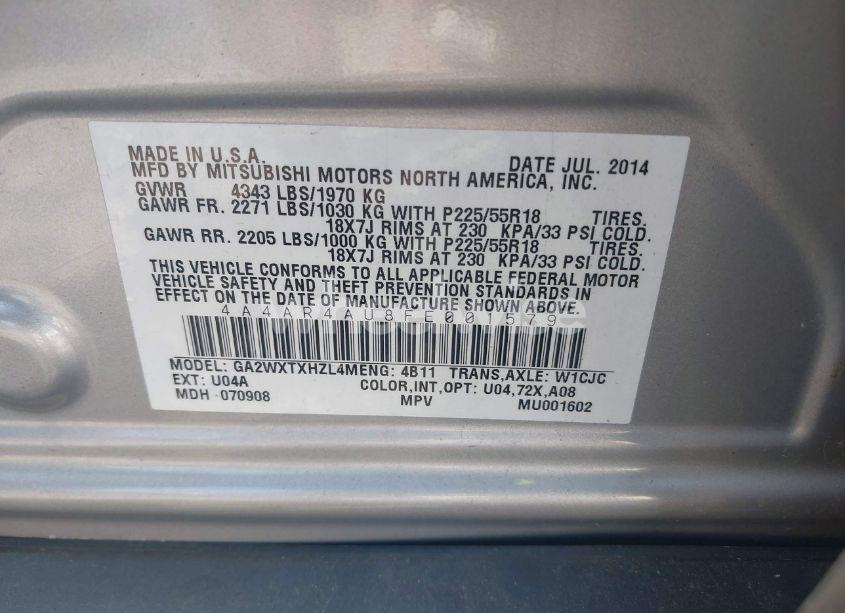 MADE IN U.S.A. DATE JUL. 2014
MFD BY MITSUBISHI MOTORS NORTH AMERICA, INC.
GVWR 4343 LBS/1970 KG
GAWR FR. 2271 LBS/1030 KG WITH P225/55R18 TIRES.
18X7J RIMS AT 230 KPA/33 PSI COLD.
GAWR RR. 2205 LBS/1000 KG WITH P225/55R18 TIRES.
18X7J RIMS AT 230 KPA/33 PSI COLD.
THIS VEHICLE CONFORMS TO ALL APPLICABLE FEDERAL MOTOR
VEHICLE SAFETY AND THEFT PREVENTION STANDARDS IN
EFFECT ON THE DATE OF MANUFACTURE SHOWN ABOVE.
4A4AR4AU8FE001579
MODEL: GA2WXTXHZL4MENG: 4B11 TRANS,AXLE: W1CJC
EXT: U04A COLOR,INT,OPT: U04,72X,A08
MDH 070908 MPV MU001602